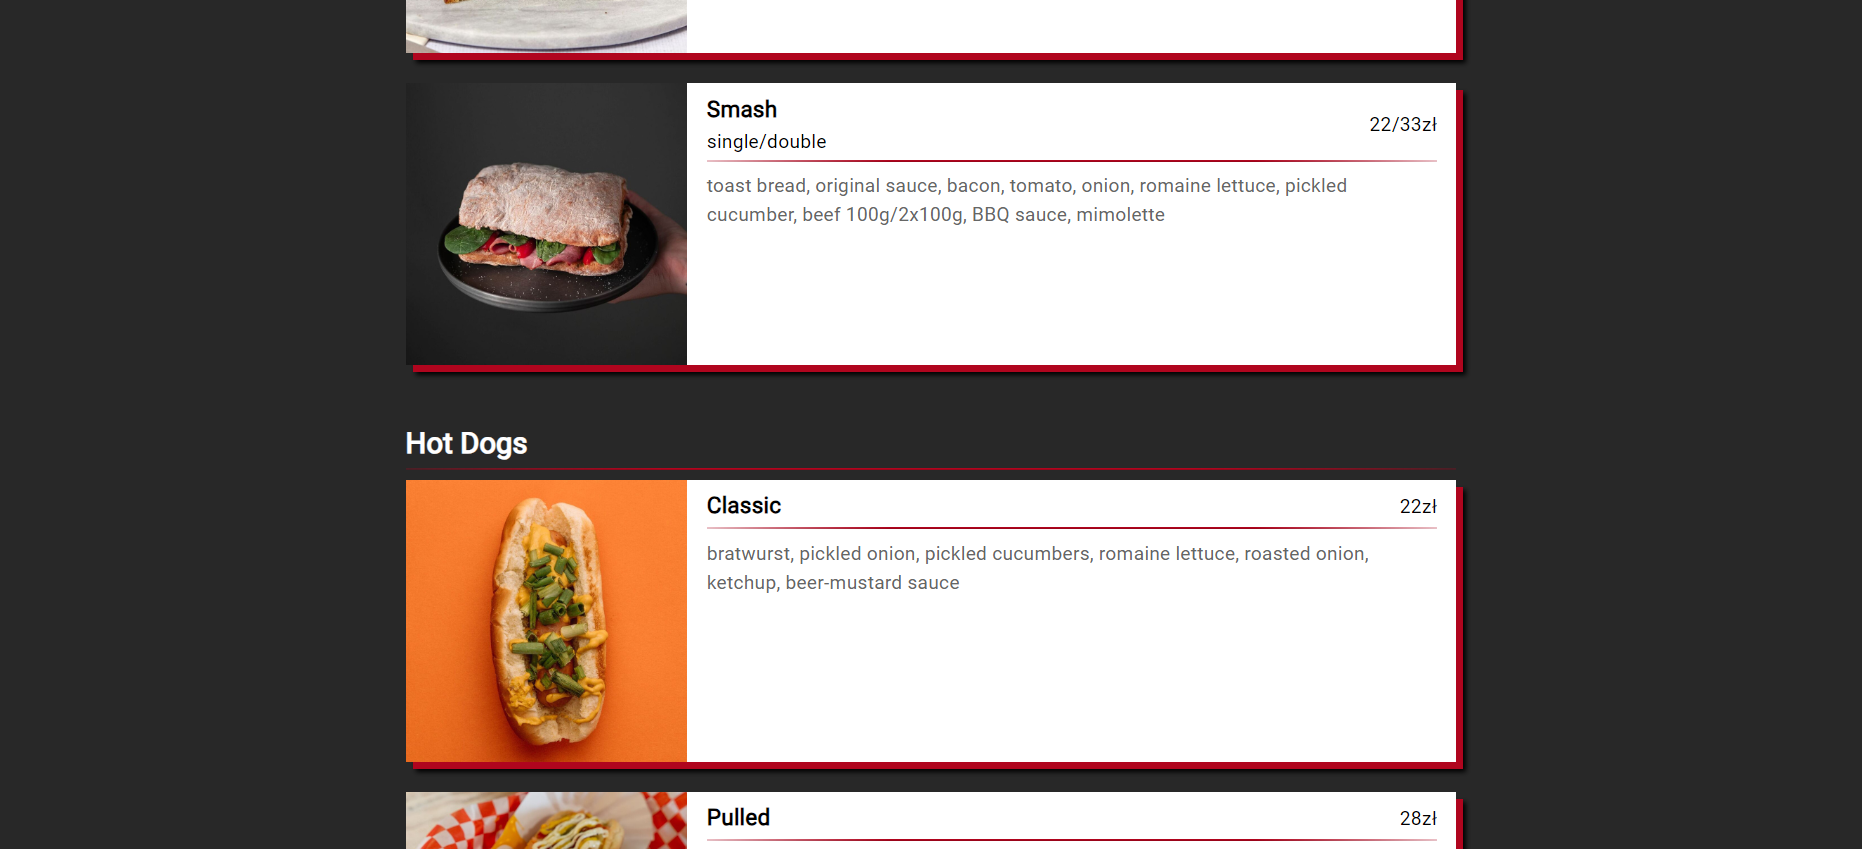 Smash
single/double
22/33zł
toast bread, original sauce, bacon, tomato, onion, romaine lettuce, pickled
cucumber, beef 100g/2x100g, BBQ sauce, mimolette
Hot Dogs
Classic
22zł
bratwurst, pickled onion, pickled cucumbers, romaine lettuce, roasted onion,
ketchup, beer-mustard sauce
Pulled
28zł